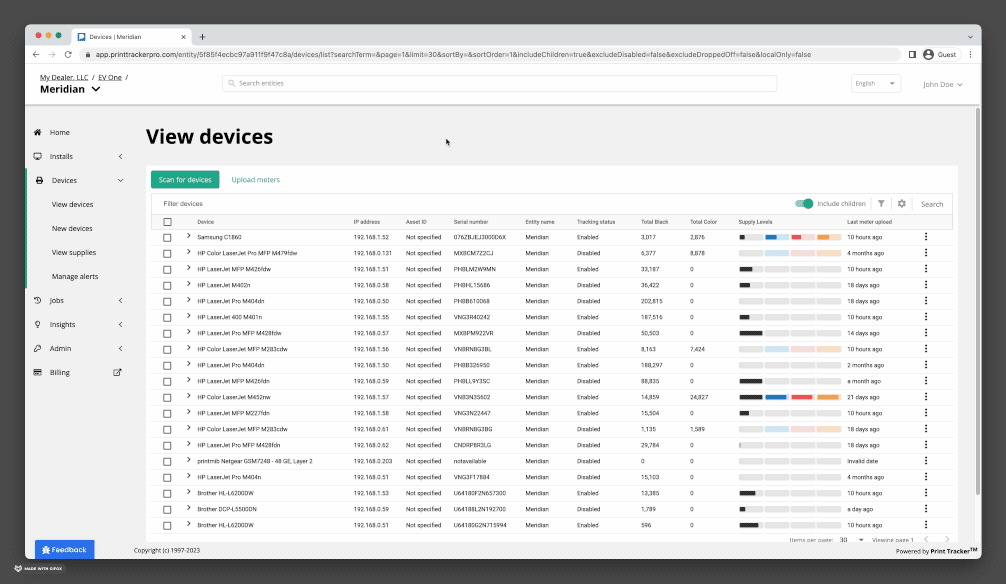 Devices | Meridian
app.printtrackerpro.com/entity/5f85f4ecbc97a911f9f47c8a/devices/list?searchTerm=&page=1&limit=30&sortBy=&sortOrder=1&includeChildren=true&excludeDisabled=false&excludeDroppedOff=false&localOnly=false
Guest
My Dealer, LLC / EV One /
Meridian
Search entities
English
John Doe
Home
Installs
Devices
View devices
New devices
View supplies
Manage alerts
Jobs
Insights
Admin
Billing
View devices
Scan for devices Upload meters
Filter devices Include children Search
Device IP address Asset ID Serial number Entity name Tracking status Total Black Total Color Supply Levels Last meter upload
Samsung C1860 192.168.1.52 Not specified 076ZBJEJ3000D6X Meridian Enabled 3,017 2,876 10 hours ago
HP Color LaserJet Pro MFP M479fdw 192.168.0.131 Not specified MXBCM7Z2CJ Meridian Disabled 6,377 8,878 4 months ago
HP LaserJet MFP M426fdw 192.168.1.51 Not specified PHBLM2W9MN Meridian Enabled 33,187 0 10 hours ago
HP LaserJet M402n 192.168.0.58 Not specified PHBHL15686 Meridian Disabled 36,422 0 18 days ago
HP LaserJet Pro M404dn 192.168.0.50 Not specified PHBB610068 Meridian Disabled 202,815 0 18 days ago
HP LaserJet 400 M401n 192.168.1.55 Not specified VNG3R40242 Meridian Enabled 187,516 0 10 hours ago
HP LaserJet Pro MFP M428fdw 192.168.0.57 Not specified MXBPM922VR Meridian Disabled 50,503 0 14 days ago
HP Color LaserJet MFP M283cdw 192.168.1.56 Not specified VNBRNBG3BL Meridian Enabled 8,163 7,424 10 hours ago
HP LaserJet Pro M404dn 192.168.1.50 Not specified PHBB326950 Meridian Enabled 188,297 0 2 months ago
HP LaserJet MFP M426fdn 192.168.0.59 Not specified PHBLL9Y3SC Meridian Disabled 88,835 0 a month ago
HP Color LaserJet M452nw 192.168.1.57 Not specified VNB3N35602 Meridian Enabled 14,859 24,827 21 days ago
HP LaserJet MFP M227fdn 192.168.1.58 Not specified VNG3N22447 Meridian Enabled 15,504 0 10 hours ago
HP Color LaserJet MFP M283cdw 192.168.0.61 Not specified VNBRNBG3BG Meridian Disabled 1,135 1,589 18 days ago
HP LaserJet Pro MFP M428fdn 192.168.0.62 Not specified CNDRP8R3LG Meridian Disabled 29,784 0 18 days ago
printmib Netgear GSM7248 - 48 GE, Layer 2 192.168.0.203 Not specified notavailable Meridian Disabled 0 0 Invalid date
HP LaserJet Pro M404n 192.168.0.51 Not specified VNG3F17884 Meridian Disabled 15,103 0 4 months ago
Brother HL-L6200DW 192.168.1.53 Not specified U64180F2N657300 Meridian Enabled 13,385 0 10 hours ago
Brother DCP-L5500DN 192.168.0.59 Not specified U64188L2N192700 Meridian Disabled 1,789 0 a day ago
Brother HL-L6200DW 192.168.0.51 Not specified U64180G2N715994 Meridian Enabled 596 0 10 hours ago
Items per page: 30 Viewing page 1
Feedback
Copyright (c) 1997-2023
Powered by Print Tracker™
MADE WITH GIFOX